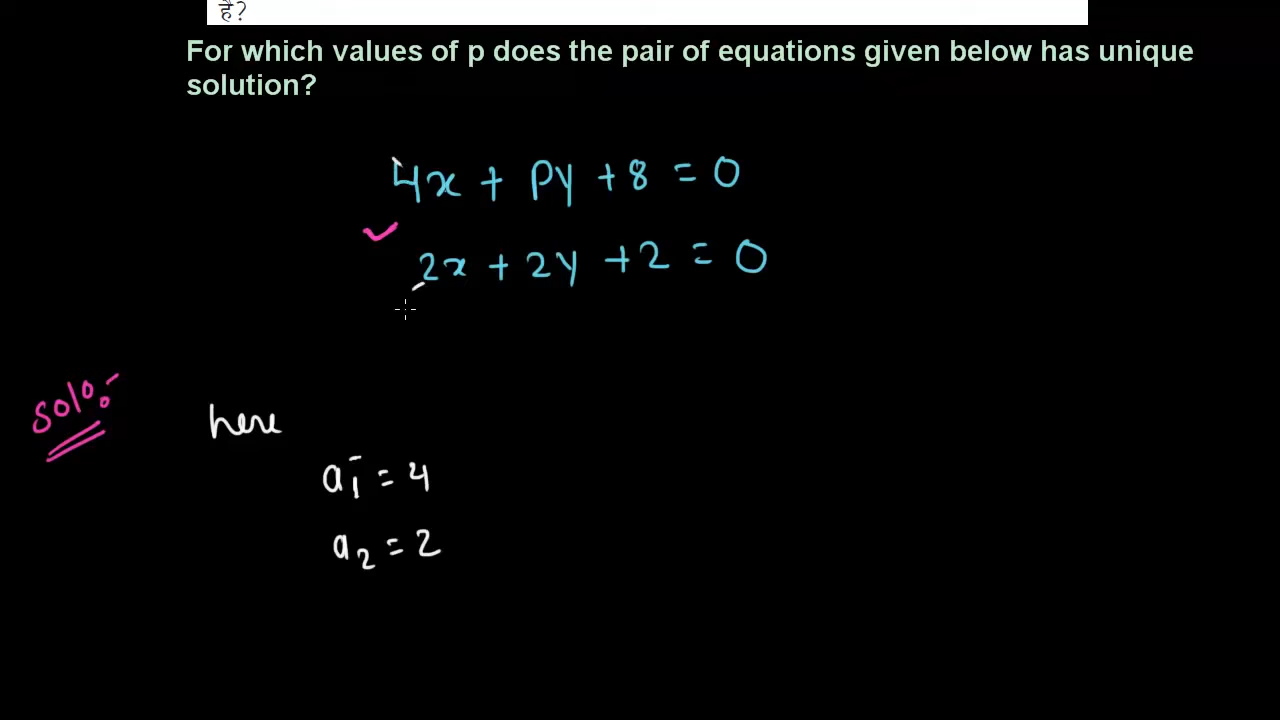 है?
For which values of p does the pair of equations given below has unique
solution?
4x + py + 8 = 0
2x + 2y + 2 = 0
Soln:-
here
a₁ = 4
a₂ = 2